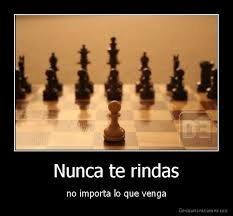 Nunca te rindas
no importa lo que venga